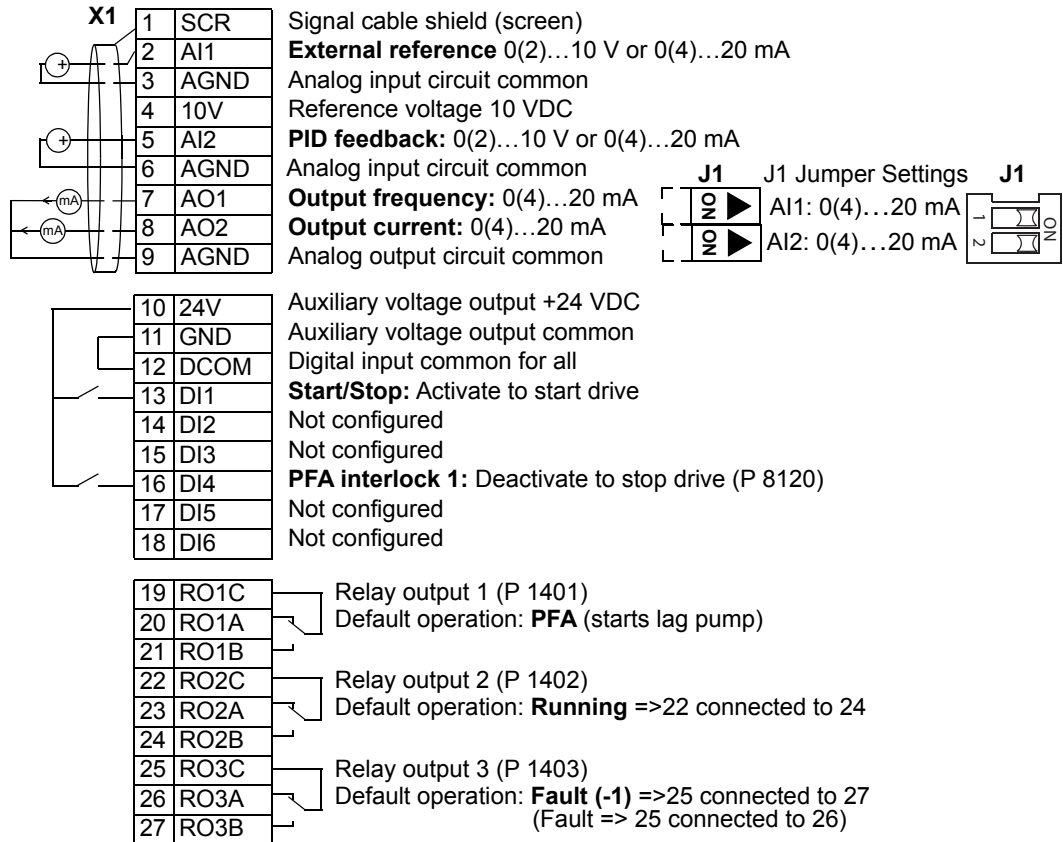 X1
1 SCR Signal cable shield (screen)
2 AI1 External reference 0(2)…10 V or 0(4)…20 mA
+
3 AGND Analog input circuit common
4 10V Reference voltage 10 VDC
5 AI2 PID feedback: 0(2)…10 V or 0(4)…20 mA
+
6 AGND Analog input circuit common
J1 J1 Jumper Settings J1
7 AO1 Output frequency: 0(4)…20 mA
mA
ON AI1: 0(4)…20 mA 1 ON
8 AO2 Output current: 0(4)…20 mA
mA
ON AI2: 0(4)…20 mA 2
9 AGND Analog output circuit common
10 24V Auxiliary voltage output +24 VDC
11 GND Auxiliary voltage output common
12 DCOM Digital input common for all
13 DI1 Start/Stop: Activate to start drive
14 DI2 Not configured
15 DI3 Not configured
16 DI4 PFA interlock 1: Deactivate to stop drive (P 8120)
17 DI5 Not configured
18 DI6 Not configured
19 RO1C Relay output 1 (P 1401)
20 RO1A Default operation: PFA (starts lag pump)
21 RO1B
22 RO2C Relay output 2 (P 1402)
23 RO2A Default operation: Running =>22 connected to 24
24 RO2B
25 RO3C Relay output 3 (P 1403)
26 RO3A Default operation: Fault (-1) =>25 connected to 27
27 RO3B (Fault => 25 connected to 26)